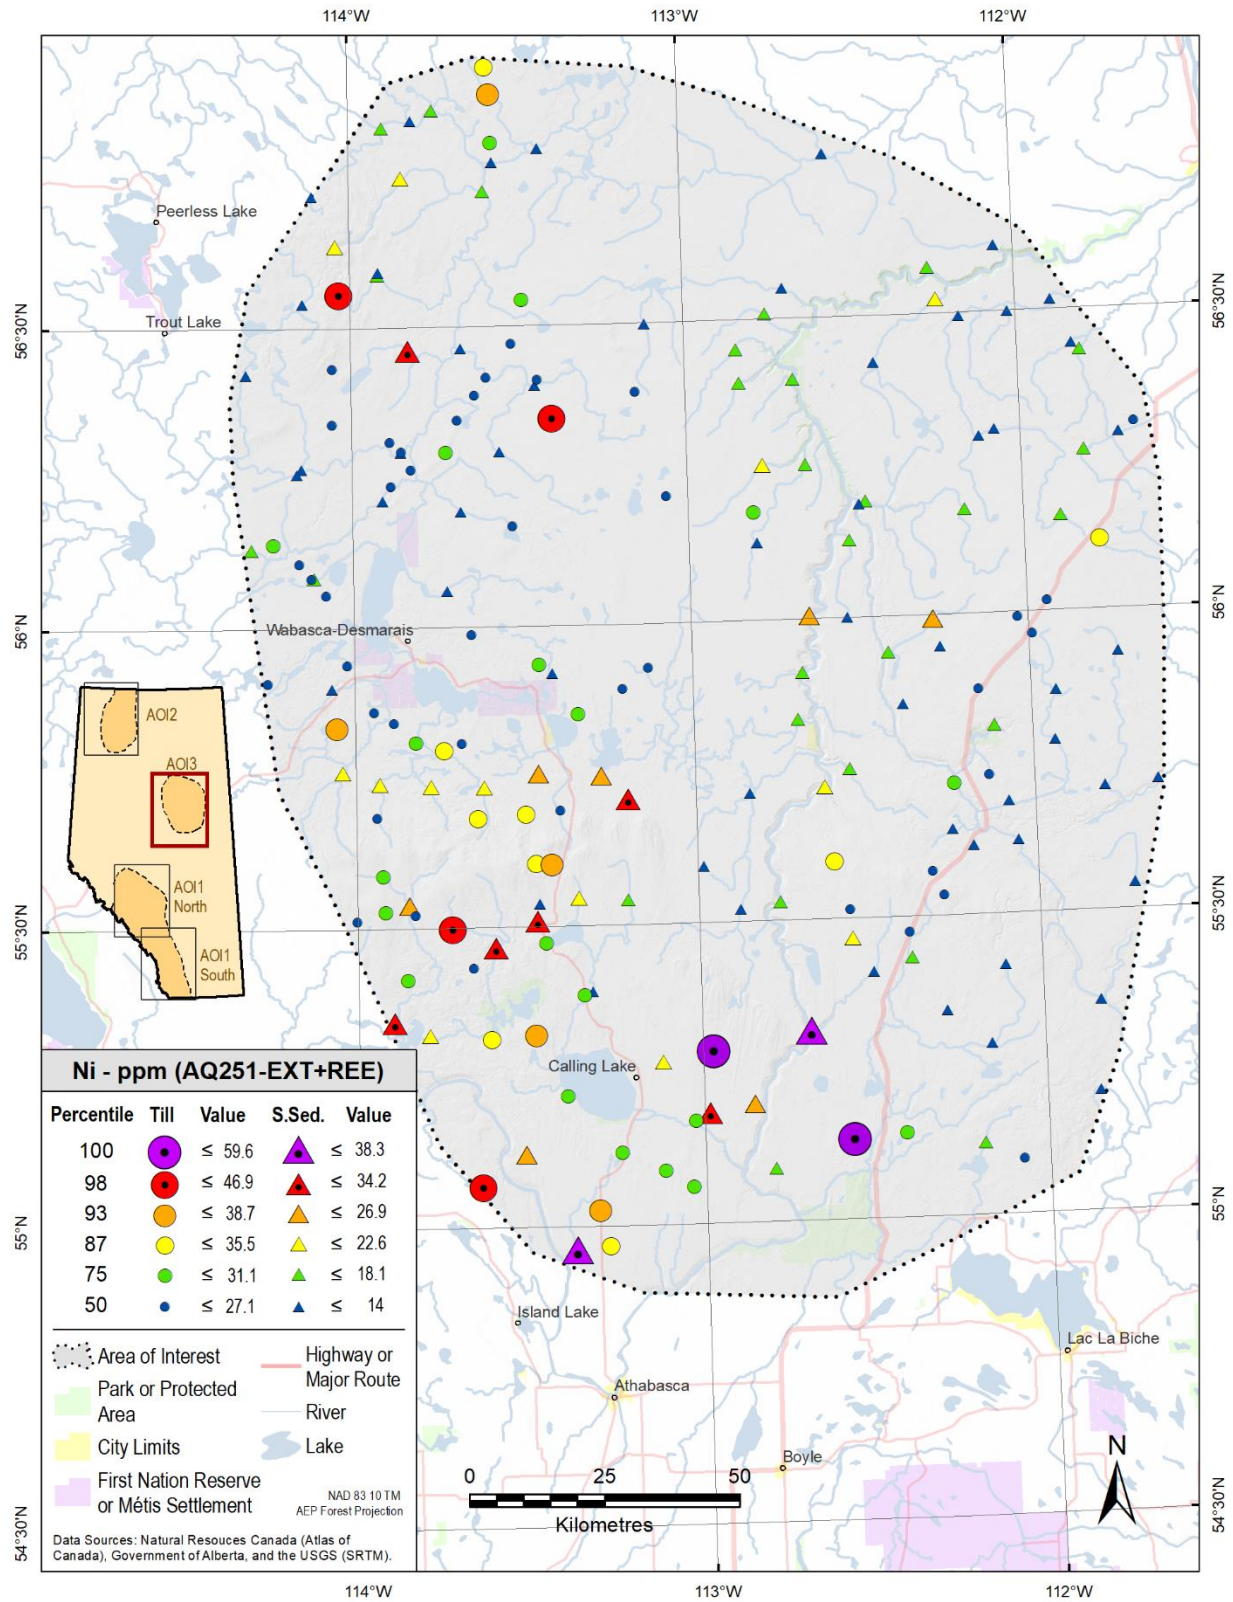 114°W 113°W 112°W
Peerless Lake
Trout Lake
56°30'N 56°30'N
Wabasca-Desmarais
56°N 56°N
AOI2
AOI3
AOI1
North
AOI1
South
55°30'N 55°30'N
Calling Lake
Ni - ppm (AQ251-EXT+REE)
Percentile Till Value S.Sed. Value
100 ≤ 59.6 ≤ 38.3
98 ≤ 46.9 ≤ 34.2
93 ≤ 38.7 ≤ 26.9
87 ≤ 35.5 ≤ 22.6
75 ≤ 31.1 ≤ 18.1
50 ≤ 27.1 ≤ 14
55°N 55°N
Area of Interest
Park or Protected
Area
City Limits
First Nation Reserve
or Métis Settlement
Highway or
Major Route
River
Lake
NAD 83 10 TM
AEP Forest Projection
Data Sources: Natural Resouces Canada (Atlas of
Canada), Government of Alberta, and the USGS (SRTM).
Island Lake
Lac La Biche
Athabasca
Boyle
0 25 50
Kilometres
N
54°30'N 54°30'N
114°W 113°W 112°W